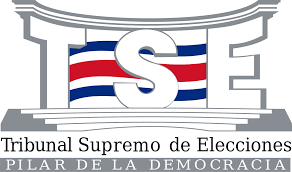 TSE
Tribunal Supremo de Elecciones
PILAR DE LA DEMOCRACIA